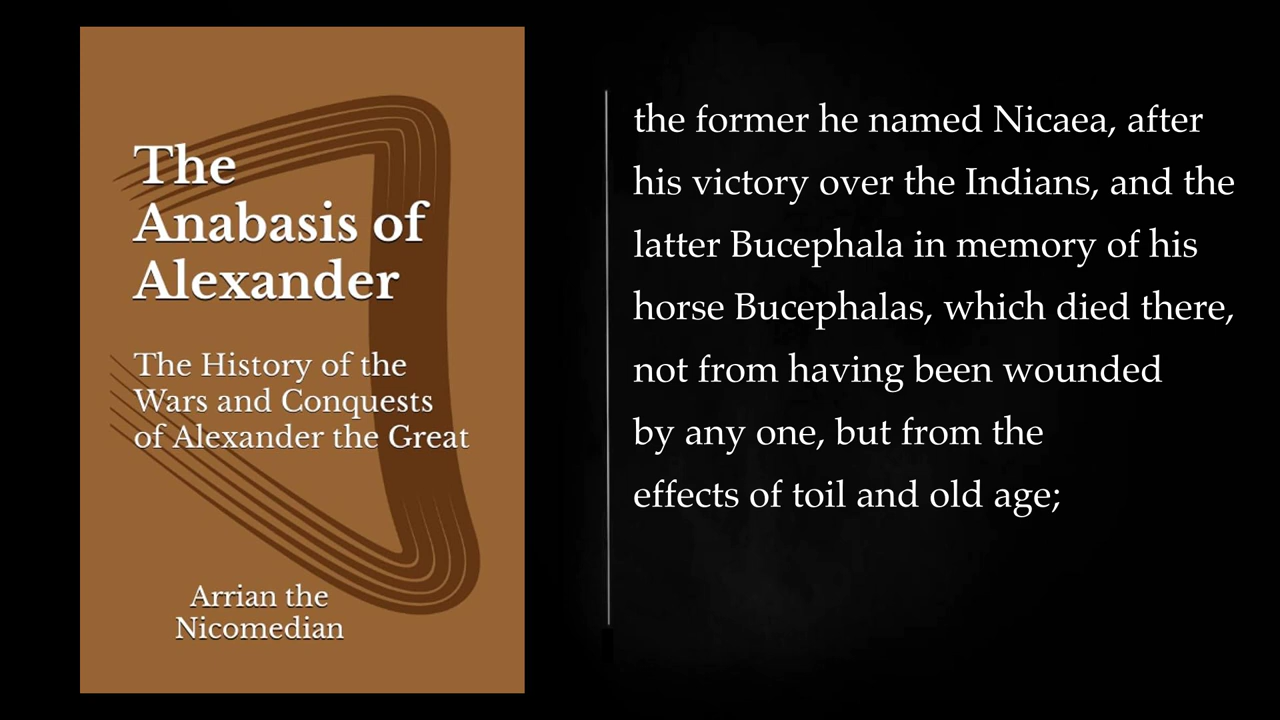 The
Anabasis of
Alexander
The History of the
Wars and Conquests
of Alexander the Great
Arrian the
Nicomedian
the former he named Nicaea, after
his victory over the Indians, and the
latter Bucephala in memory of his
horse Bucephalas, which died there,
not from having been wounded
by any one, but from the
effects of toil and old age;